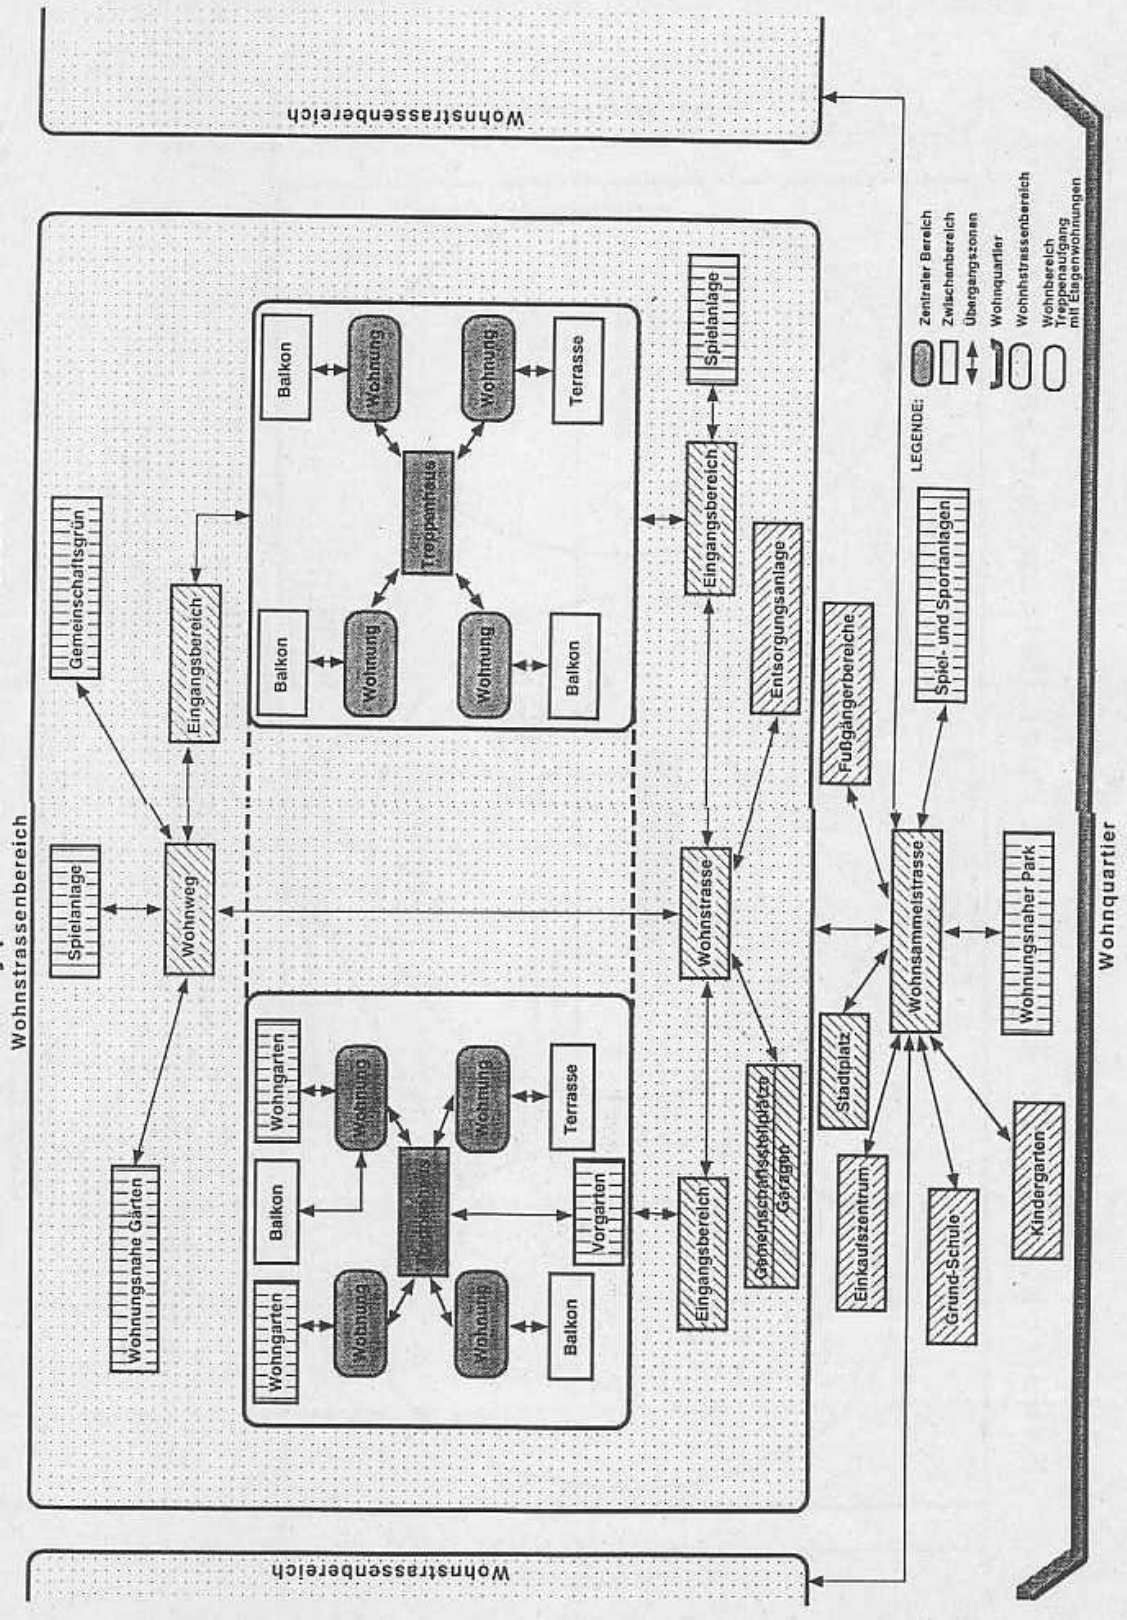 Wohnstrassenbereich
Wohnstrassenbereich
Wohnstrassenbereich
Wohnungsnahe Gärten
Spielanlage
Gemeinschaftsgrün
Wohnweg
Eingangsbereich
Wohngarten
Balkon
Wohngarten
Balkon
Balkon
Wohnung
Wohnung
Wohnung
Wohnung
Treppenhaus
Wohnung
Wohnung
Wohnung
Wohnung
Balkon
Vorgarten
Terrasse
Balkon
Terrasse
Eingangsbereich
Wohnstrasse
Eingangsbereich
Spielanlage
Gemeinschaftsstellplätze
Garagen
Entsorgungsanlage
Einkaufszentrum
Stadtplatz
Fußgängerbereiche
Grund-Schule
Wohnsammelstrasse
Spiel- und Sportanlagen
Kindergarten
Wohnungsnaher Park
LEGENDE:
Zentraler Bereich
Zwischenbereich
Übergangszonen
Wohnquartier
Wohnhstrassenbereich
Wohnbereich
Treppenaufgang
mit Etagenwohnungen
Wohnquartier